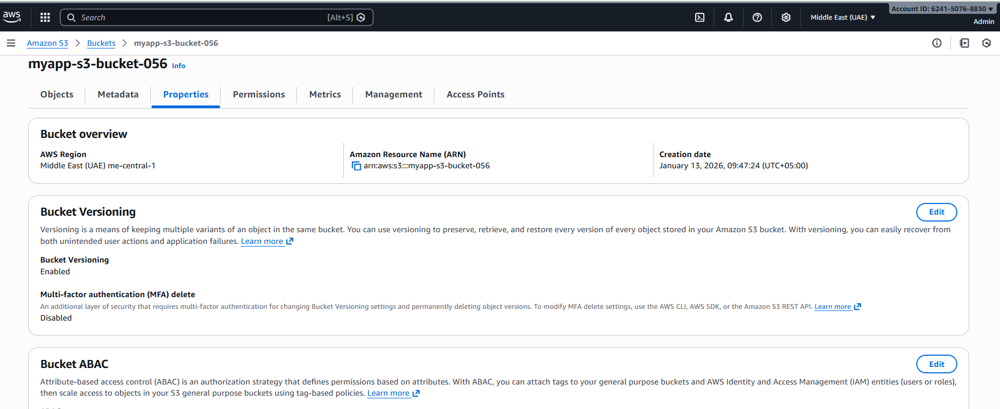 aws
Search [Alt+S]
Middle East (UAE)
Account ID: 6241-5076-8830
Admin
Amazon S3 Buckets myapp-s3-bucket-056
myapp-s3-bucket-056 Info
Objects Metadata Properties Permissions Metrics Management Access Points
Bucket overview
AWS Region
Middle East (UAE) me-central-1
Amazon Resource Name (ARN)
arn:aws:s3:::myapp-s3-bucket-056
Creation date
January 13, 2026, 09:47:24 (UTC+05:00)
Bucket Versioning
Edit
Versioning is a means of keeping multiple variants of an object in the same bucket. You can use versioning to preserve, retrieve, and restore every version of every object stored in your Amazon S3 bucket. With versioning, you can easily recover from
both unintended user actions and application failures. Learn more
Bucket Versioning
Enabled
Multi-factor authentication (MFA) delete
An additional layer of security that requires multi-factor authentication for changing Bucket Versioning settings and permanently deleting object versions. To modify MFA delete settings, use the AWS CLI, AWS SDK, or the Amazon S3 REST API. Learn more
Disabled
Bucket ABAC
Edit
Attribute-based access control (ABAC) is an authorization strategy that defines permissions based on attributes. With ABAC, you can attach tags to your general purpose buckets and AWS Identity and Access Management (IAM) entities (users or roles),
then scale access to objects in your S3 general purpose buckets using tag-based policies. Learn more